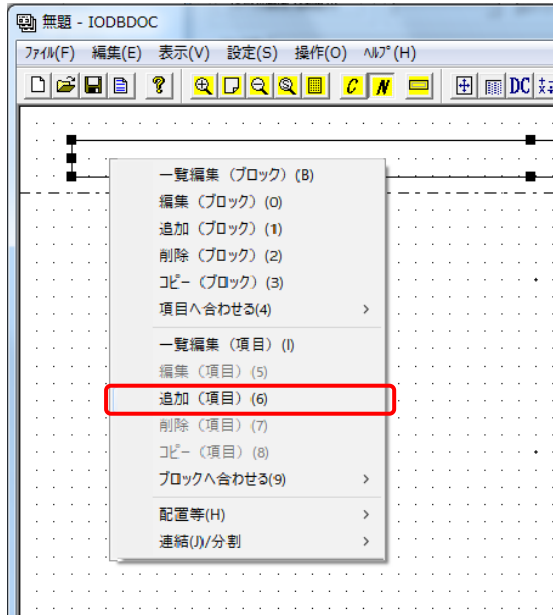 無題 - IODBDOC
ﾌｧｲﾙ(F) 編集(E) 表示(V) 設定(S) 操作(O) ﾍﾙﾌﾟ(H)
? C N DC
一覧編集（ブロック）(B)
編集（ブロック）(0)
追加（ブロック）(1)
削除（ブロック）(2)
ｺﾋﾟｰ（ブロック）(3)
項目へ合わせる(4) >
一覧編集（項目）(I)
編集（項目）(5)
追加（項目）(6)
削除（項目）(7)
ｺﾋﾟｰ（項目）(8)
ブロックへ合わせる(9) >
配置等(H) >
連結(J)/分割 >